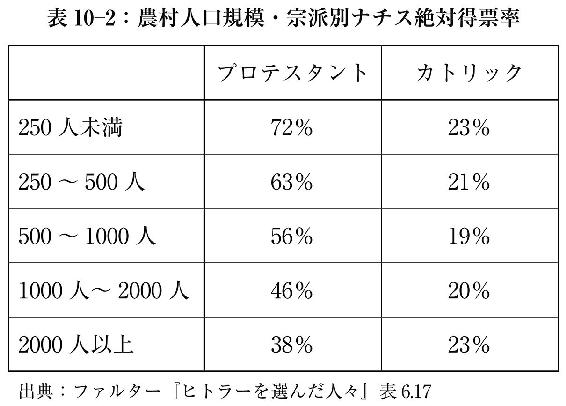 表 10-2：農村人口規模・宗派別ナチス絶対得票率
プロテスタント カトリック
250 人未満 72% 23%
250 ～ 500 人 63% 21%
500 ～ 1000 人 56% 19%
1000 人～ 2000 人 46% 20%
2000 人以上 38% 23%
出典：ファルター『ヒトラーを選んだ人々』表 6.17